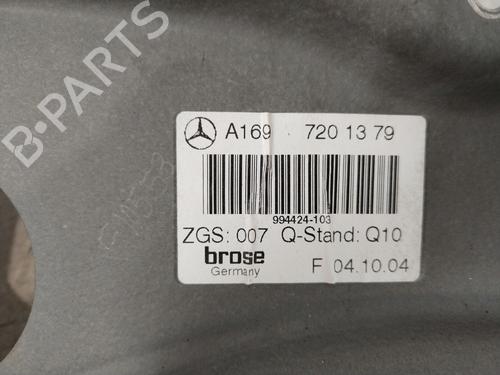 A169 720 13 79
994424-103
ZGS: 007 Q-Stand: Q10
brose
Germany
F 04.10.04
B-PARTS